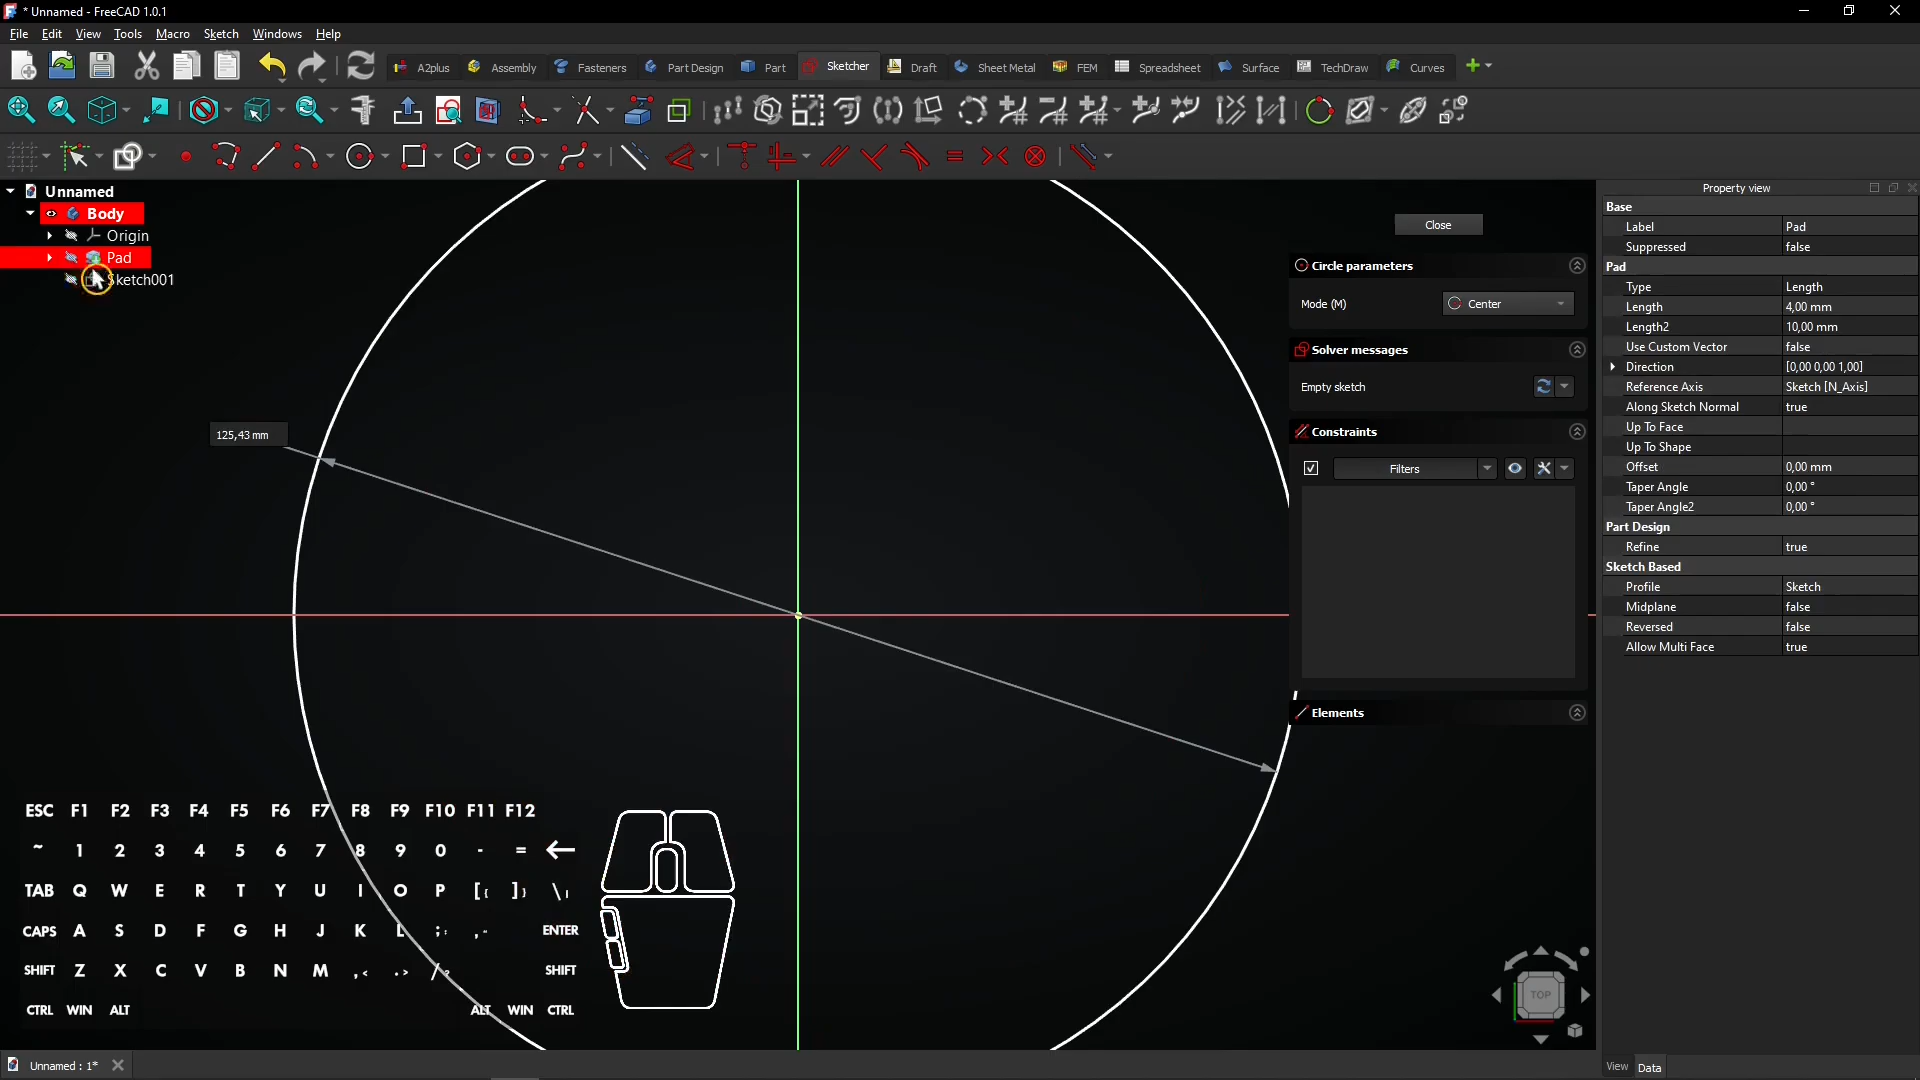 * Unnamed - FreeCAD 1.0.1
File Edit View Tools Macro Sketch Windows Help
A2plus Assembly Fasteners Part Design Part Sketcher Draft Sheet Metal FEM Spreadsheet Surface TechDraw Curves
Unnamed
Body
Origin
Pad
Sketch001
125,43 mm
Close
Circle parameters
Mode (M) Center
Solver messages
Empty sketch
Constraints
Filters
Elements
Property view
Base
Label Pad
Suppressed false
Pad
Type Length
Length 4,00 mm
Length2 10,00 mm
Use Custom Vector false
Direction [0,00 0,00 1,00]
Reference Axis Sketch [N_Axis]
Along Sketch Normal true
Up To Face
Up To Shape
Offset 0,00 mm
Taper Angle 0,00 °
Taper Angle2 0,00 °
Part Design
Refine true
Sketch Based
Profile Sketch
Midplane false
Reversed false
Allow Multi Face true
ESC F1 F2 F3 F4 F5 F6 F7 F8 F9 F10 F11 F12
~ 1 2 3 4 5 6 7 8 9 0 - =
TAB Q W E R T Y U I O P [{ ]} \|
CAPS A S D F G H J K L ;: ," ENTER
SHIFT Z X C V B N M ,< .> /? SHIFT
CTRL WIN ALT ALT WIN CTRL
TOP
Unnamed : 1*
View Data